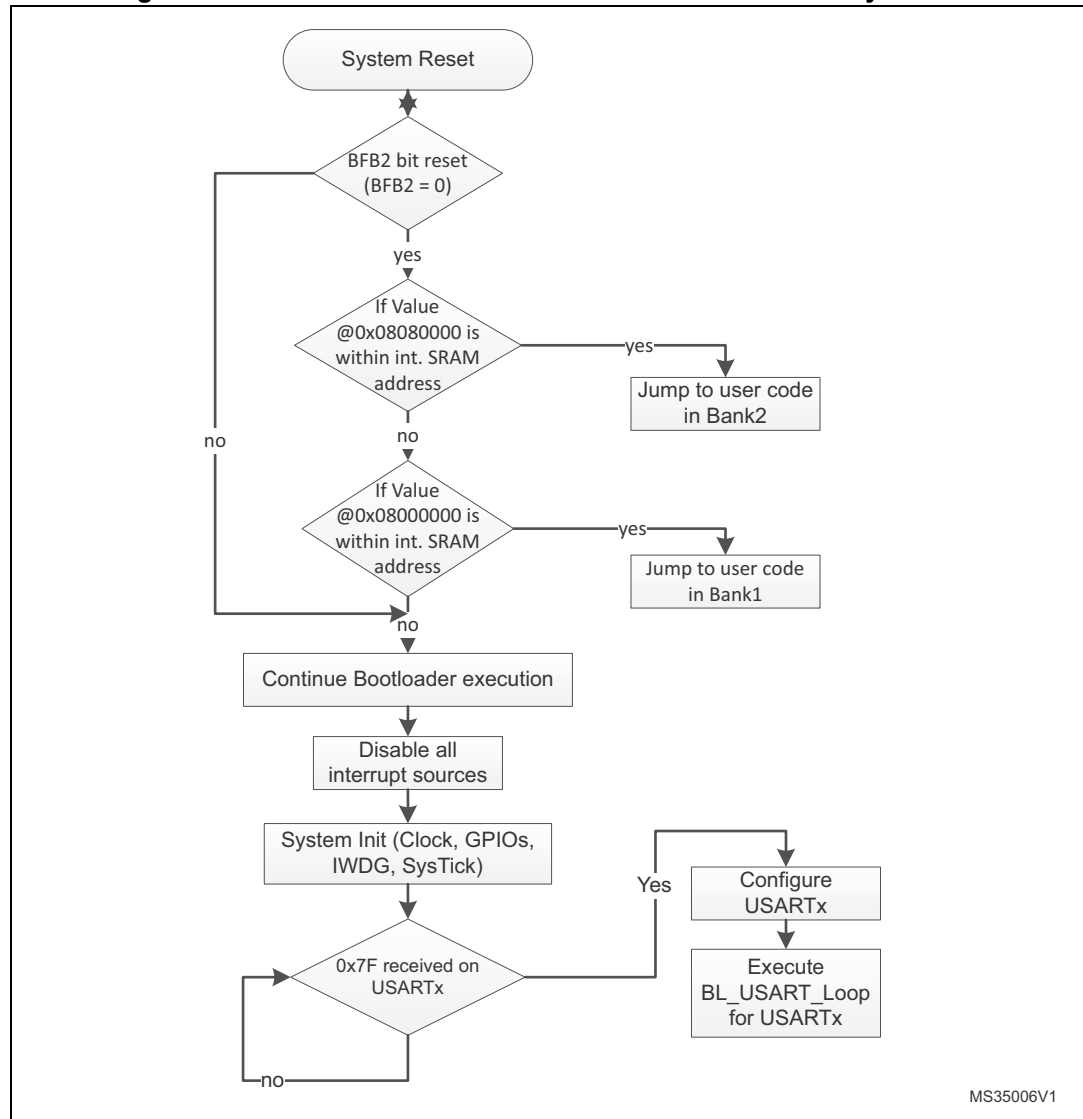 System Reset
BFB2 bit reset
(BFB2 = 0)
yes
If Value
@0x08080000 is
within int. SRAM
address
yes
Jump to user code
in Bank2
no
no
If Value
@0x08000000 is
within int. SRAM
address
yes
Jump to user code
in Bank1
no
Continue Bootloader execution
Disable all
interrupt sources
System Init (Clock, GPIOs,
IWDG, SysTick)
0x7F received on
USARTx
Yes
Configure
USARTx
Execute
BL_USART_Loop
for USARTx
no
MS35006V1